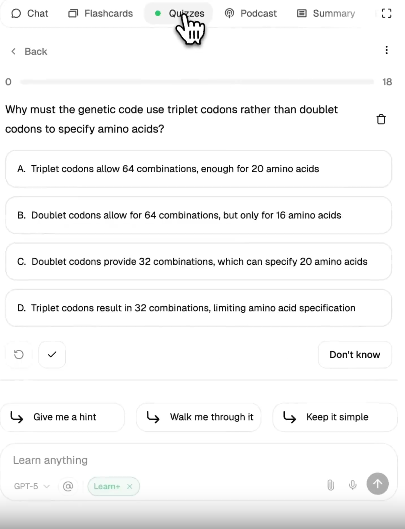 Chat Flashcards Quizzes Podcast Summary
Back
0 18
Why must the genetic code use triplet codons rather than doublet
codons to specify amino acids?
A. Triplet codons allow 64 combinations, enough for 20 amino acids
B. Doublet codons allow for 64 combinations, but only for 16 amino acids
C. Doublet codons provide 32 combinations, which can specify 20 amino acids
D. Triplet codons result in 32 combinations, limiting amino acid specification
Don't know
Give me a hint Walk me through it Keep it simple
Learn anything
GPT-5 @ Learn+ ×